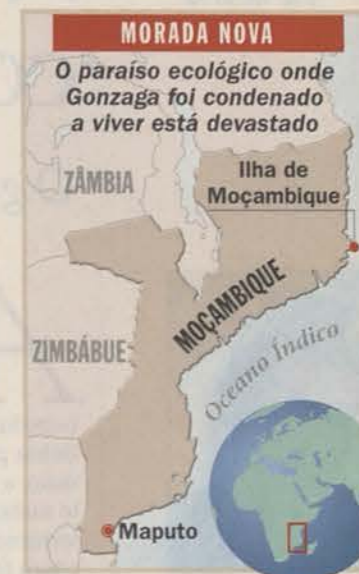 MORADA NOVA
O paraíso ecológico onde
Gonzaga foi condenado
a viver está devastado
ZÂMBIA
Ilha de
Moçambique
MOÇAMBIQUE
ZIMBÁBUE
Oceano Índico
Maputo